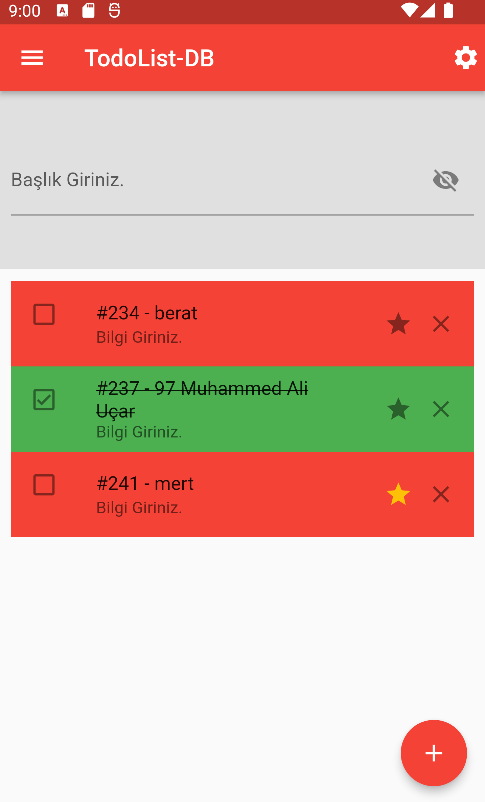 9:00
TodoList-DB
Başlık Giriniz.
#234 - berat
Bilgi Giriniz.
#237 - 97 Muhammed Ali
Uçar
Bilgi Giriniz.
#241 - mert
Bilgi Giriniz.